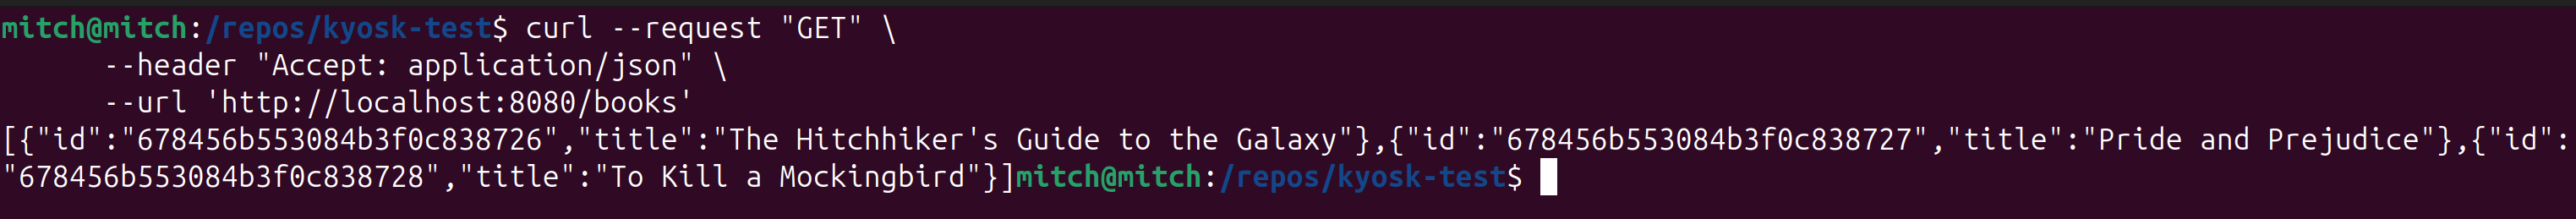 mitch@mitch:/repos/kyosk-test$ curl --request "GET" \
      --header "Accept: application/json" \
      --url 'http://localhost:8080/books'
[{"id":"678456b553084b3f0c838726","title":"The Hitchhiker's Guide to the Galaxy"},{"id":"678456b553084b3f0c838727","title":"Pride and Prejudice"},{"id":
"678456b553084b3f0c838728","title":"To Kill a Mockingbird"}]mitch@mitch:/repos/kyosk-test$